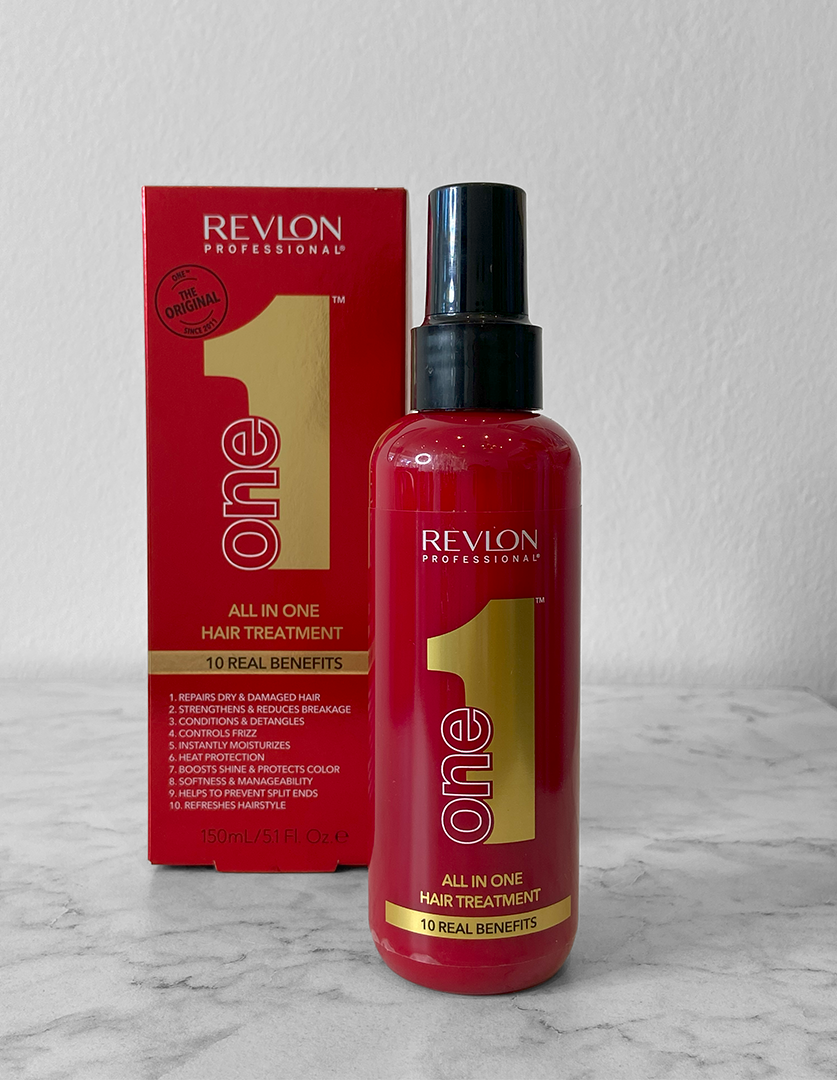 REVLON
PROFESSIONAL®
ONE™
THE
ORIGINAL
SINCE 2011
1™
one
ALL IN ONE
HAIR TREATMENT
10 REAL BENEFITS
1. REPAIRS DRY & DAMAGED HAIR
2. STRENGTHENS & REDUCES BREAKAGE
3. CONDITIONS & DETANGLES
4. CONTROLS FRIZZ
5. INSTANTLY MOISTURIZES
6. HEAT PROTECTION
7. BOOSTS SHINE & PROTECTS COLOR
8. SOFTNESS & MANAGEABILITY
9. HELPS TO PREVENT SPLIT ENDS
10. REFRESHES HAIRSTYLE
150mL/5.1 Fl. Oz ℮
REVLON
PROFESSIONAL®
1™
one
ALL IN ONE
HAIR TREATMENT
10 REAL BENEFITS